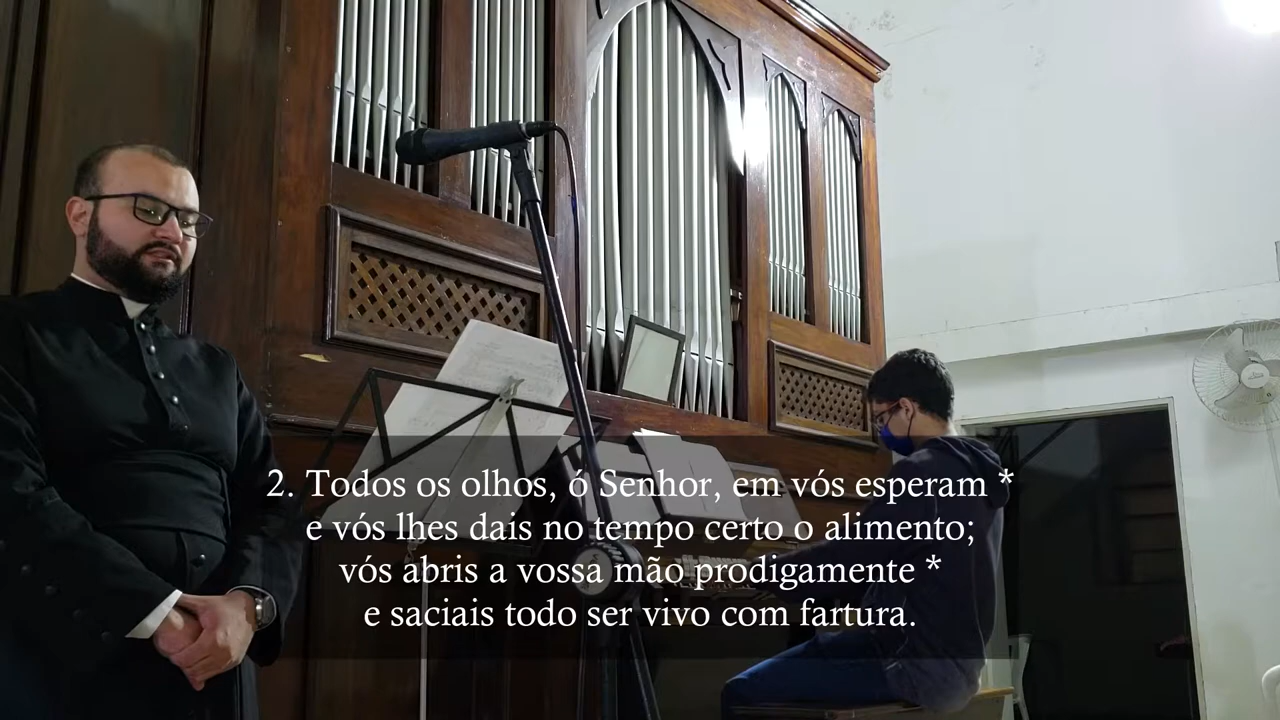 2. Todos os olhos, ó Senhor, em vós esperam *
e vós lhes dais no tempo certo o alimento;
vós abris a vossa mão prodigamente *
e saciais todo ser vivo com fartura.